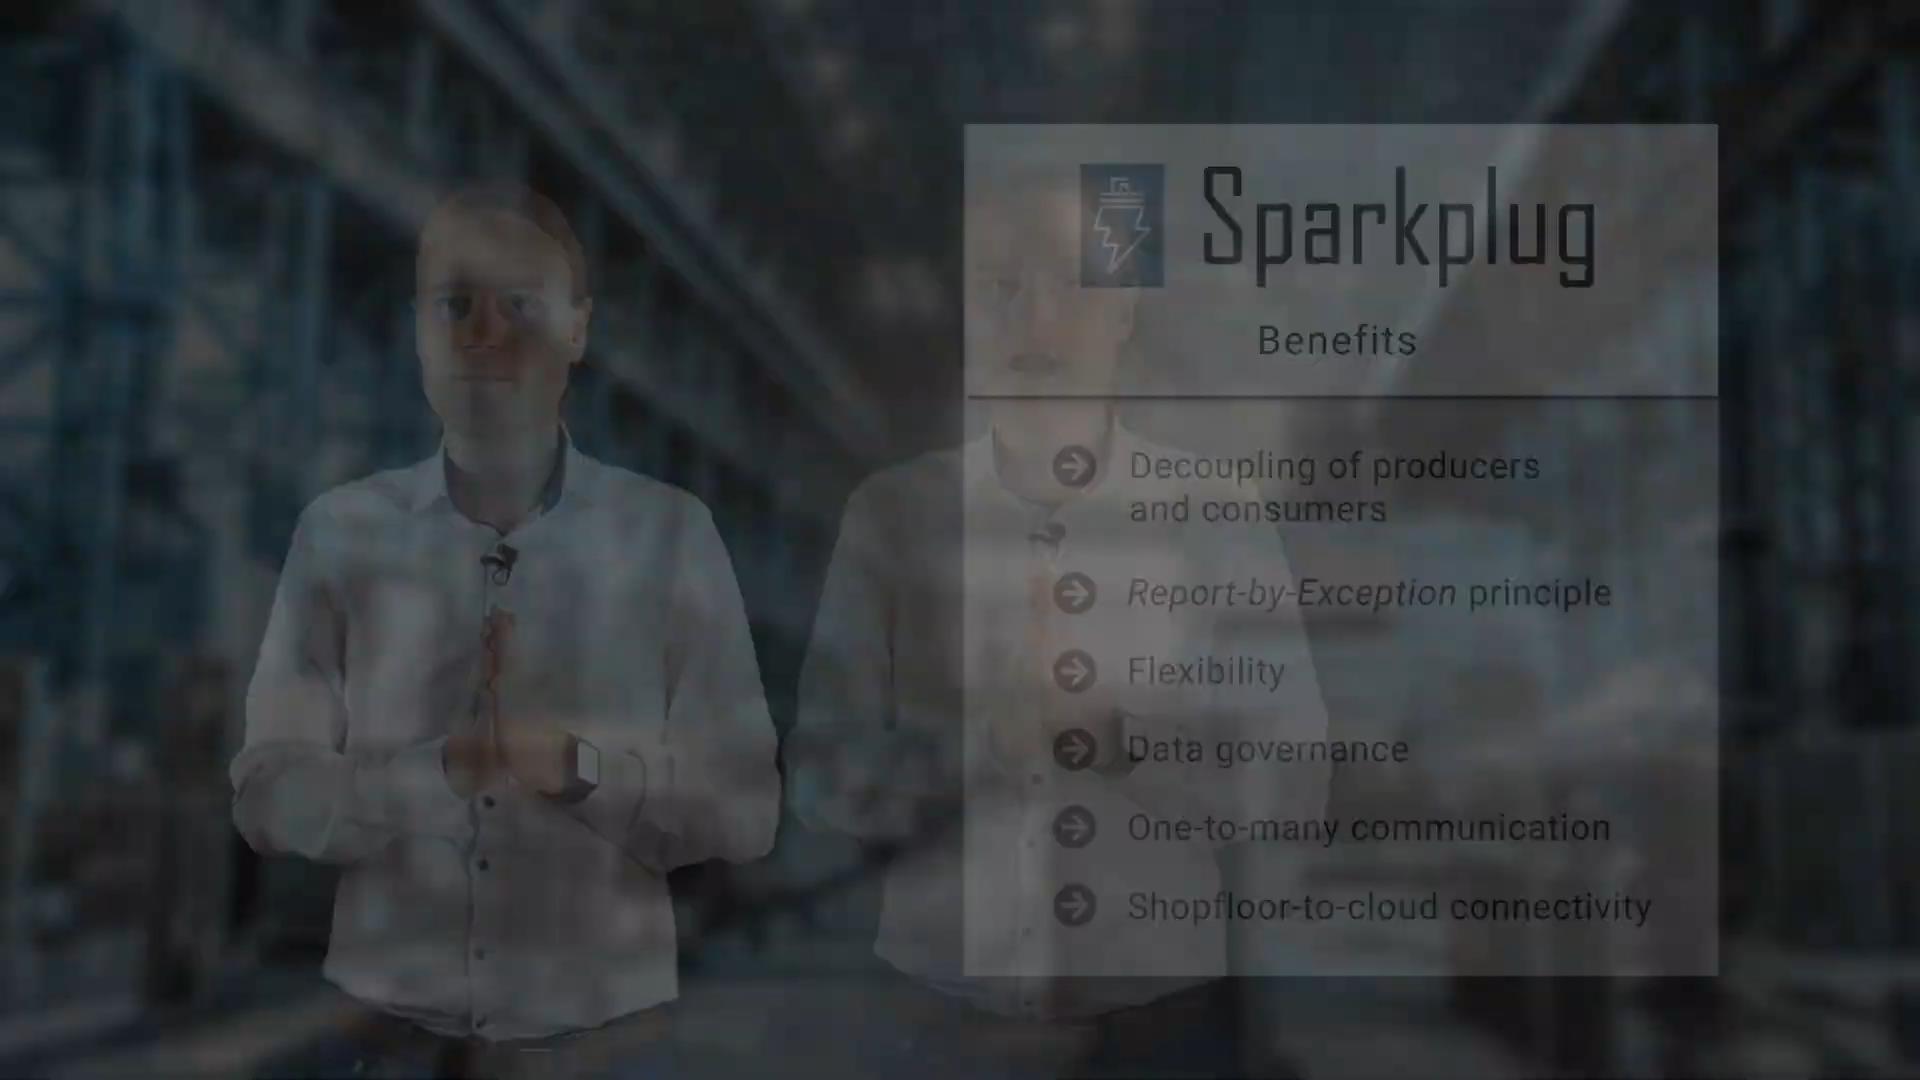 Sparkplug
Benefits
Decoupling of producers
and consumers
Report-by-Exception principle
Flexibility
Data governance
One-to-many communication
Shopfloor-to-cloud connectivity